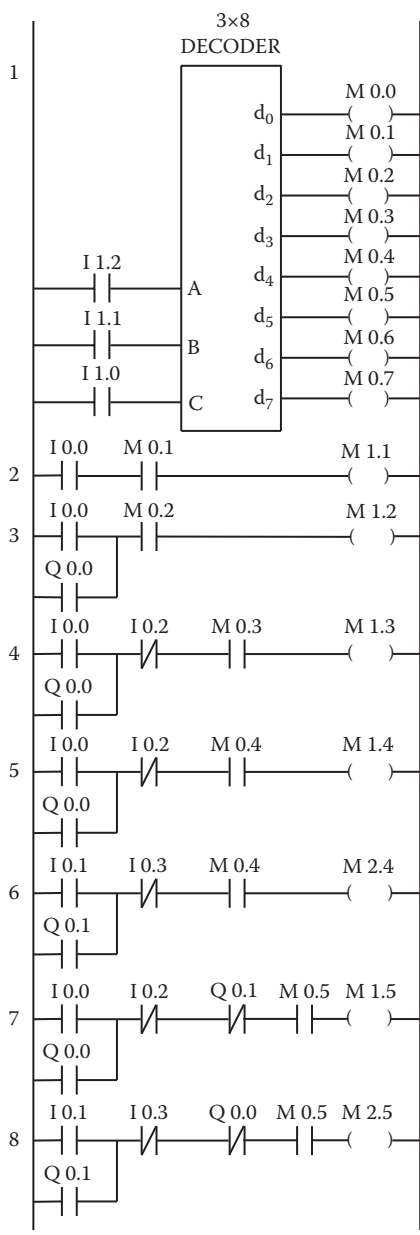 3×8
DECODER
1
d0 M 0.0
d1 M 0.1
d2 M 0.2
d3 M 0.3
d4 M 0.4
d5 M 0.5
d6 M 0.6
d7 M 0.7
I 1.2
A
I 1.1
B
I 1.0
C
I 0.0 M 0.1 M 1.1
2
I 0.0 M 0.2 M 1.2
3
Q 0.0
I 0.0 I 0.2 M 0.3 M 1.3
4
Q 0.0
I 0.0 I 0.2 M 0.4 M 1.4
5
Q 0.0
I 0.1 I 0.3 M 0.4 M 2.4
6
Q 0.1
I 0.0 I 0.2 Q 0.1 M 0.5 M 1.5
7
Q 0.0
I 0.1 I 0.3 Q 0.0 M 0.5 M 2.5
8
Q 0.1